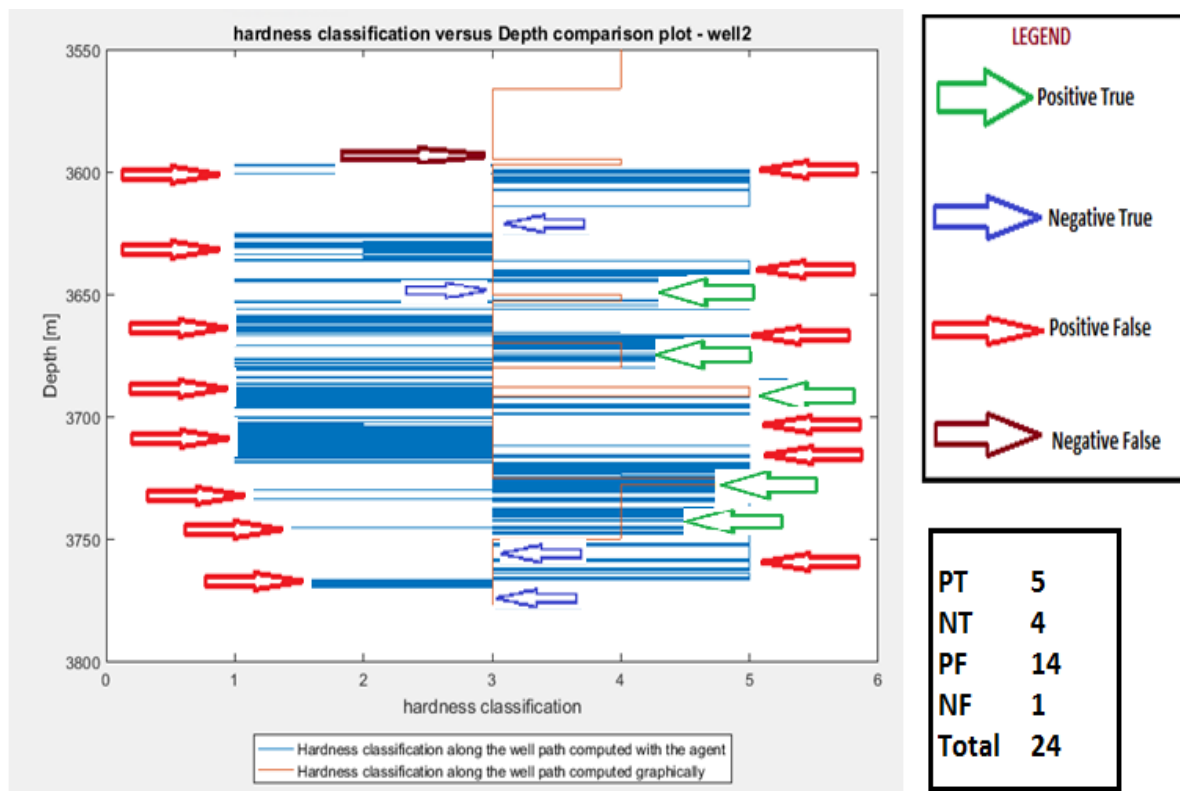 hardness classification versus Depth comparison plot - well2
3550
3600
3650
3700
3750
3800
Depth [m]
0 1 2 3 4 5 6
hardness classification
Hardness classification along the well path computed with the agent
Hardness classification along the well path computed graphically
LEGEND
Positive True
Negative True
Positive False
Negative False
PT 5
NT 4
PF 14
NF 1
Total 24